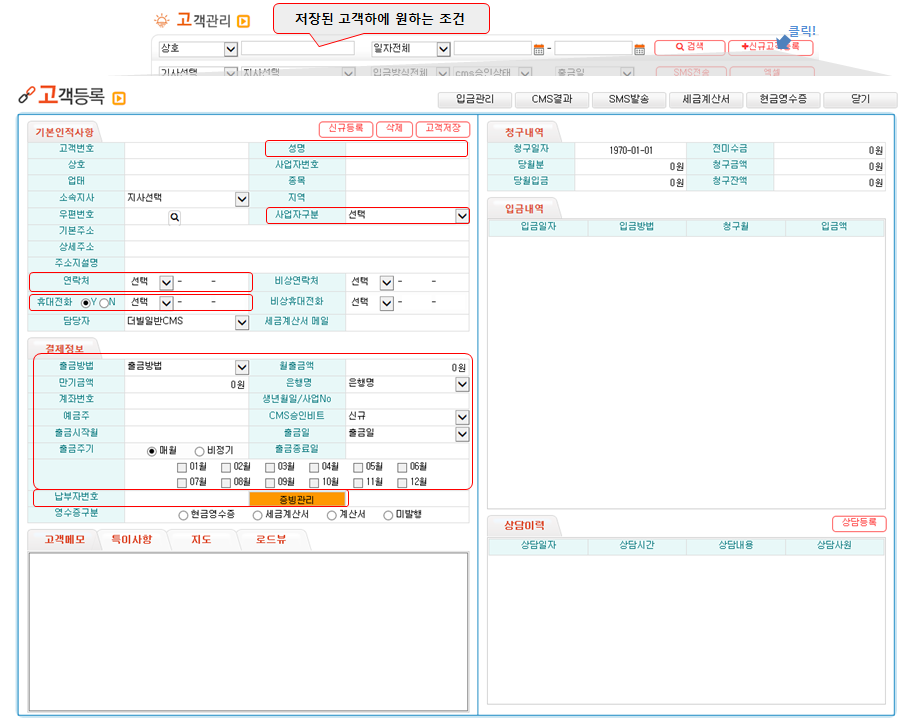 고객관리
저장된 고객하에 원하는 조건
클릭!
상호 일자전체 - 검색 +신규고객등록
기사선택 지사선택 입금방식전체 cms승인상태 출금일 SMS전송 엑셀
고객등록
입금관리 CMS결과 SMS발송 세금계산서 현금영수증 닫기
기본인적사항 신규등록 삭제 고객저장
고객번호 성명
상호 사업자번호
업태 종목
소속지사 지사선택 지역
우편번호 사업자구분 선택
기본주소
상세주소
주소지설명
연락처 선택 - - 비상연락처 선택 - -
휴대전화 Y N 선택 - - 비상휴대전화 선택 - -
담당자 더빌일반CMS 세금계산서 메일
결제정보
출금방법 출금방법 월출금액 0원
만기금액 0원 은행명 은행명
계좌번호 생년월일/사업No
예금주 CMS승인비트 신규
출금시작월 출금일 출금일
출금주기 매월 비정기 출금종료일
01월 02월 03월 04월 05월 06월
07월 08월 09월 10월 11월 12월
납부자번호 증빙관리
영수증구분 현금영수증 세금계산서 계산서 미발행
고객메모 특이사항 지도 로드뷰
청구내역
청구일자 1970-01-01 전미수금 0원
당월분 0원 청구금액 0원
당월입금 0원 청구잔액 0원
입금내역
입금일자 입금방법 청구월 입금액
상담이력 상담등록
상담일자 상담시간 상담내용 상담사원